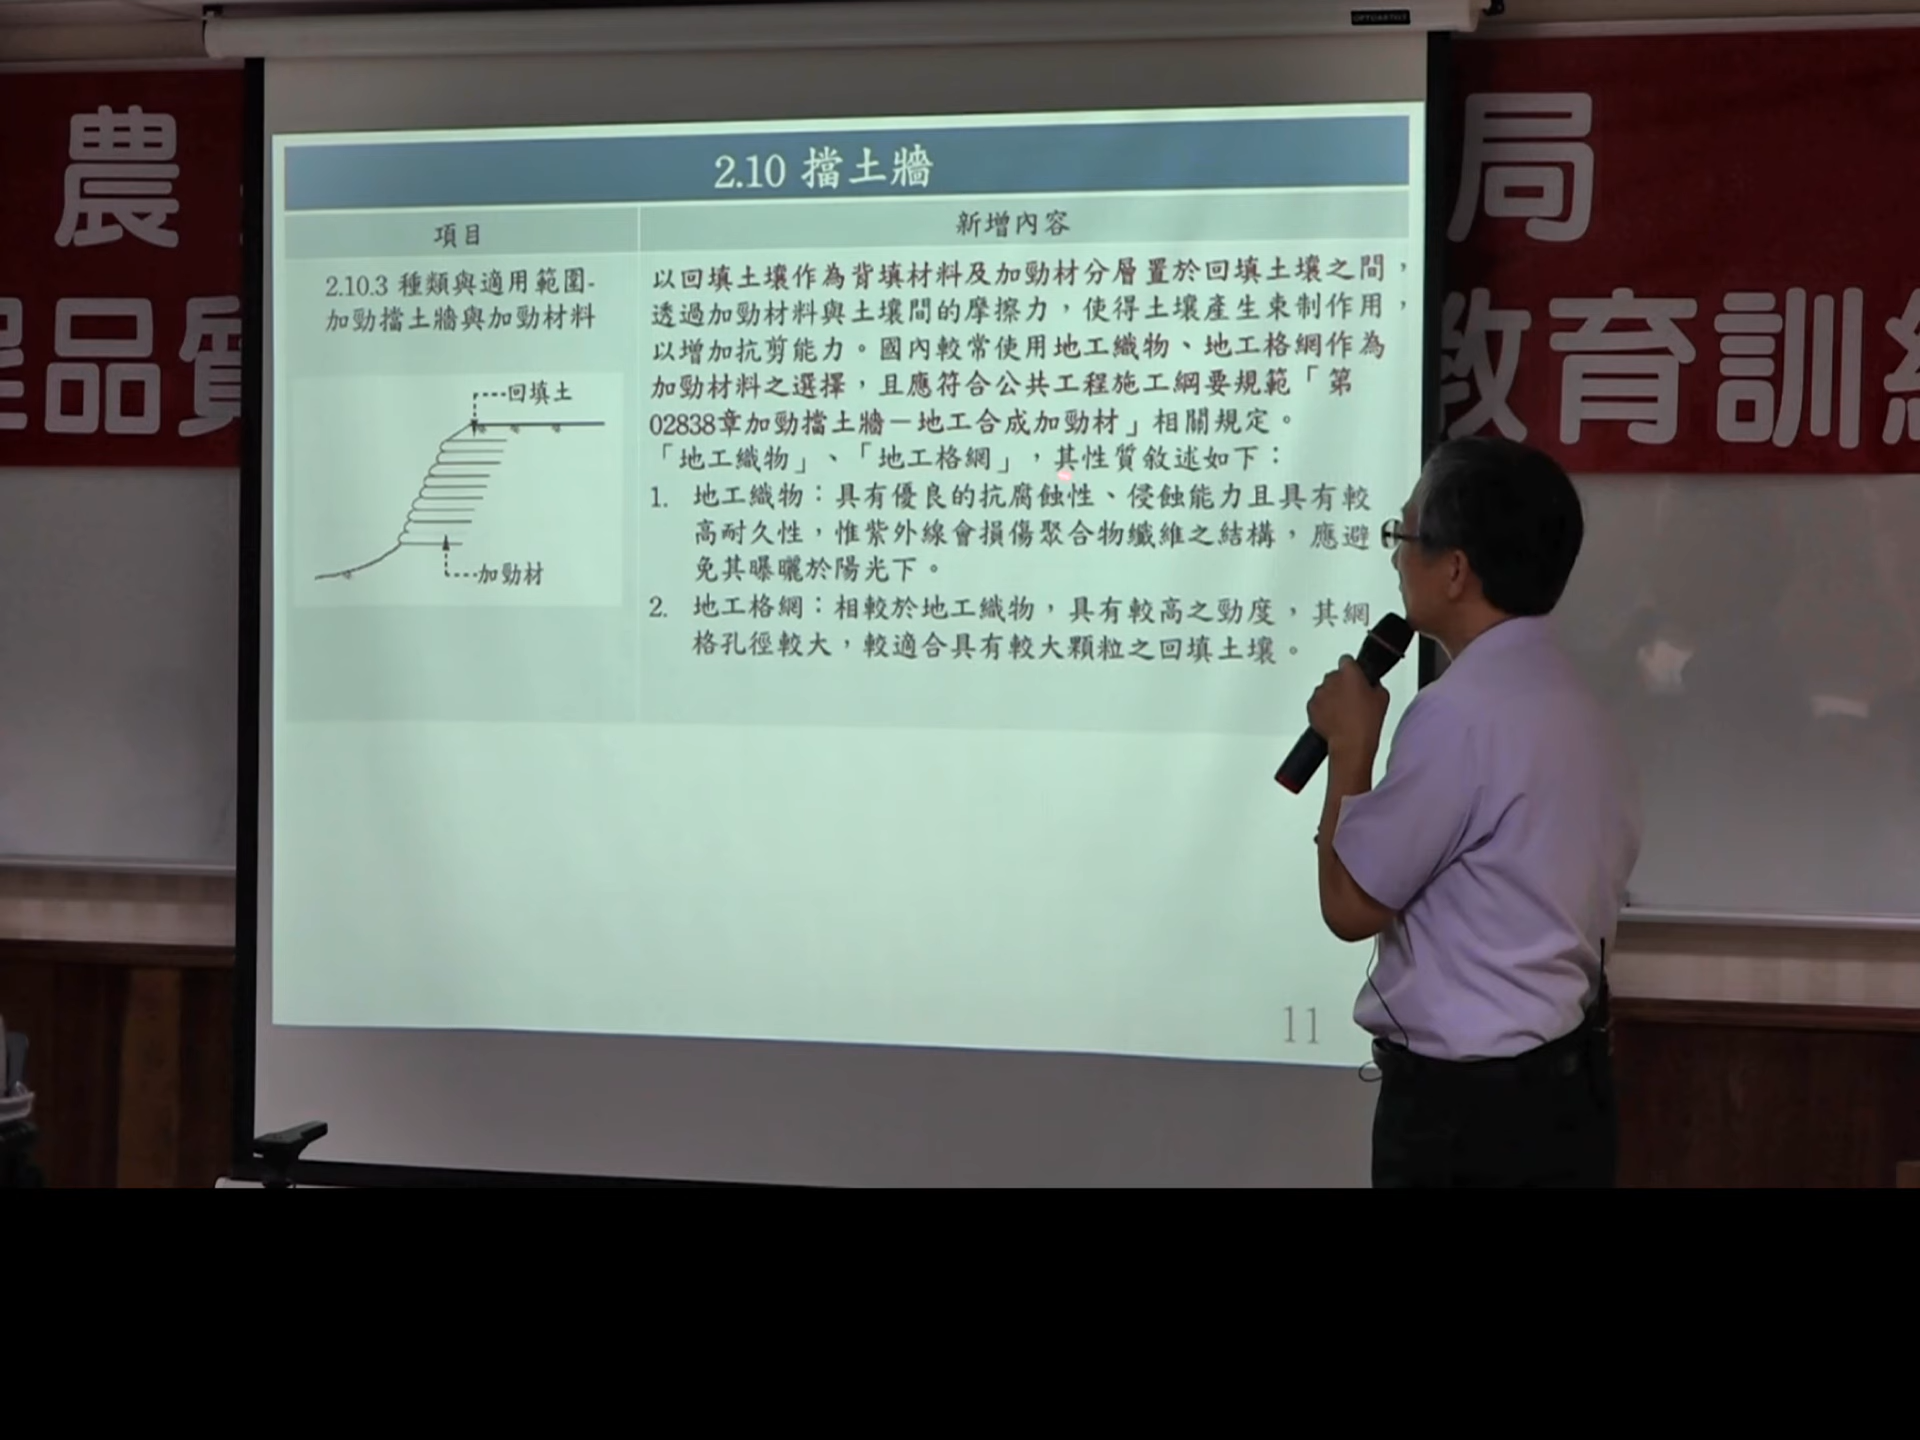 農
局
品質
教育訓
2.10 擋土牆
項目
新增內容
2.10.3 種類與適用範圍-
加勁擋土牆與加勁材料
回填土
加勁材
以回填土壤作為背填材料及加勁材分層置於回填土壤之間，
透過加勁材料與土壤間的摩擦力，使得土壤產生束制作用，
以增加抗剪能力。國內較常使用地工織物、地工格網作為
加勁材料之選擇，且應符合公共工程施工綱要規範「第
02838章加勁擋土牆－地工合成加勁材」相關規定。
「地工織物」、「地工格網」，其性質敘述如下：
1. 地工織物：具有優良的抗腐蝕性、侵蝕能力且具有較
高耐久性，惟紫外線會損傷聚合物纖維之結構，應避
免其曝曬於陽光下。
2. 地工格網：相較於地工織物，具有較高之勁度，其網
格孔徑較大，較適合具有較大顆粒之回填土壤。
11